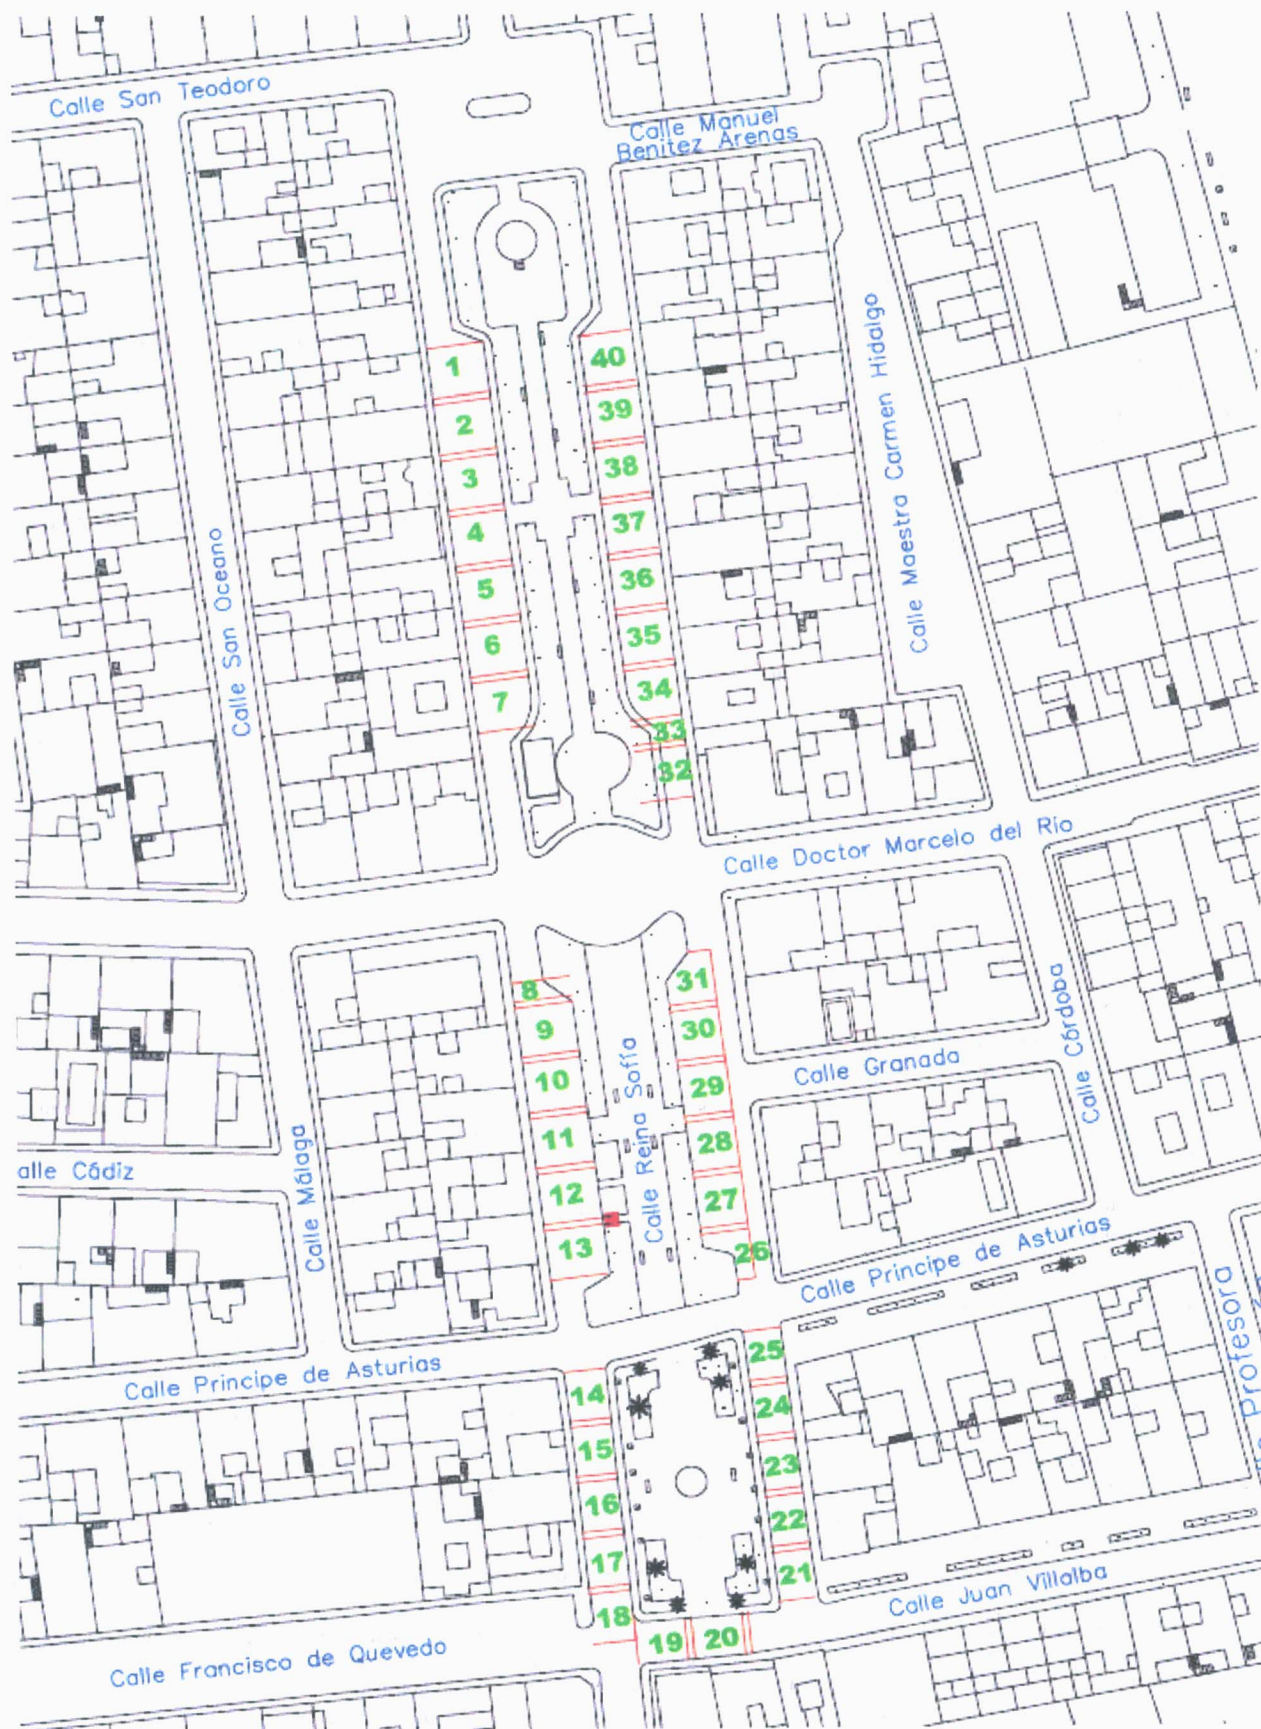 Calle San Teodoro
Calle Manuel
Benitez Arenas
Calle San Oceano
Calle Maestra Carmen Hidalgo
1
2
3
4
5
6
7
40
39
38
37
36
35
34
33
32
Calle Doctor Marcelo del Rio
8
9
10
11
12
13
Calle Reina Sofía
31
30
29
28
27
26
Calle Granada
Calle Córdoba
alle Cádiz
Calle Málaga
Calle Principe de Asturias
Calle Principe de Asturias
Profesora
14
15
16
17
18
19
20
25
24
23
22
21
Calle Juan Villalba
Calle Francisco de Quevedo